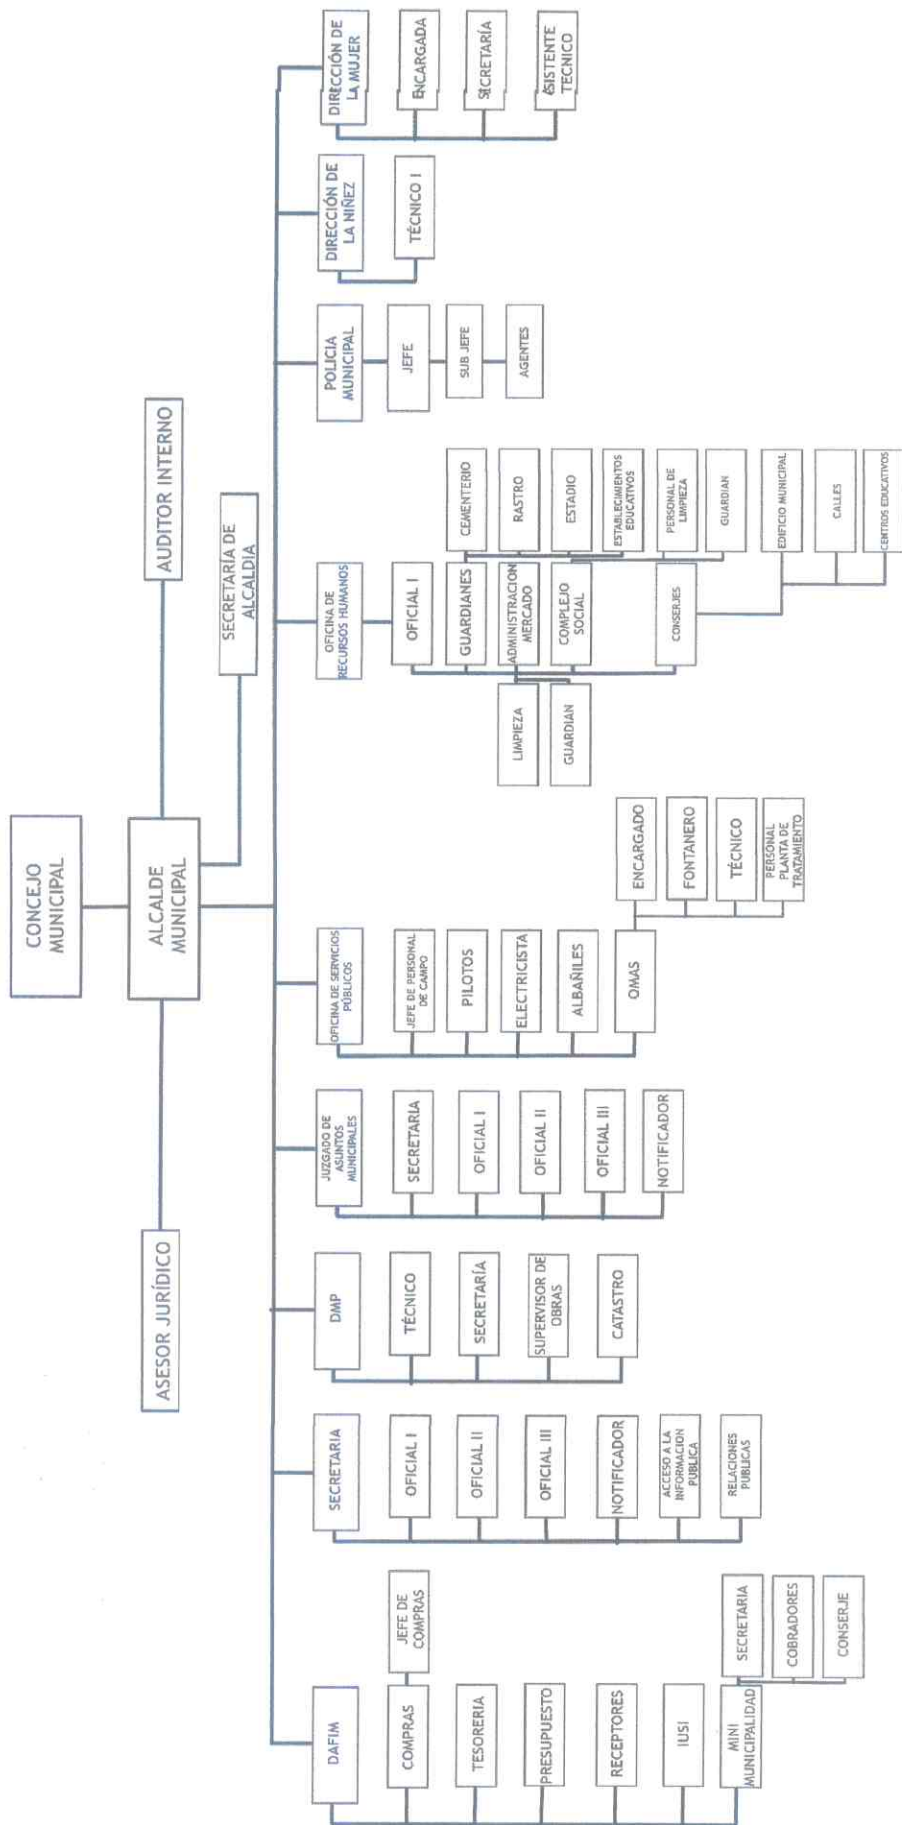 CONCEJO
MUNICIPAL
ALCALDE
MUNICIPAL
ASESOR JURÍDICO
AUDITOR INTERNO
SECRETARÍA DE
ALCALDIA
DAFIM
COMPRAS
JEFE DE
COMPRAS
TESORERIA
PRESUPUESTO
RECEPTORES
IUSI
MINI
MUNICIPALIDAD
SECRETARIA
COBRADORES
CONSERJE
SECRETARIA
OFICIAL I
OFICIAL II
OFICIAL III
NOTIFICADOR
ACCESO A LA
INFORMACION
PUBLICA
RELACIONES
PUBLICAS
DMP
TÉCNICO
SECRETARÍA
SUPERVISOR DE
OBRAS
CATASTRO
JUZGADO DE
ASUNTOS
MUNICIPALES
SECRETARIA
OFICIAL I
OFICIAL II
OFICIAL III
NOTIFICADOR
OFICINA DE SERVICIOS
PÚBLICOS
JEFE DE PERSONAL
DE CAMPO
PILOTOS
ELECTRICISTA
ALBAÑILES
OMAS
ENCARGADO
FONTANERO
TÉCNICO
PERSONAL
PLANTA DE
TRATAMIENTO
OFICINA DE
RECURSOS HUMANOS
OFICIAL I
GUARDIANES
CEMENTERIO
RASTRO
ESTADIO
ESTABLECIMIENTOS
EDUCATIVOS
ADMINISTRACION
MERCADO
LIMPIEZA
GUARDIAN
COMPLEJO
SOCIAL
PERSONAL DE
LIMPIEZA
GUARDIAN
CONSERJES
EDIFICIO MUNICIPAL
CALLES
CENTROS EDUCATIVOS
POLICIA
MUNICIPAL
JEFE
SUB JEFE
AGENTES
DIRECCIÓN DE
LA NIÑEZ
TÉCNICO I
DIRECCIÓN DE
LA MUJER
ENCARGADA
SECRETARÍA
ASISTENTE
TECNICO